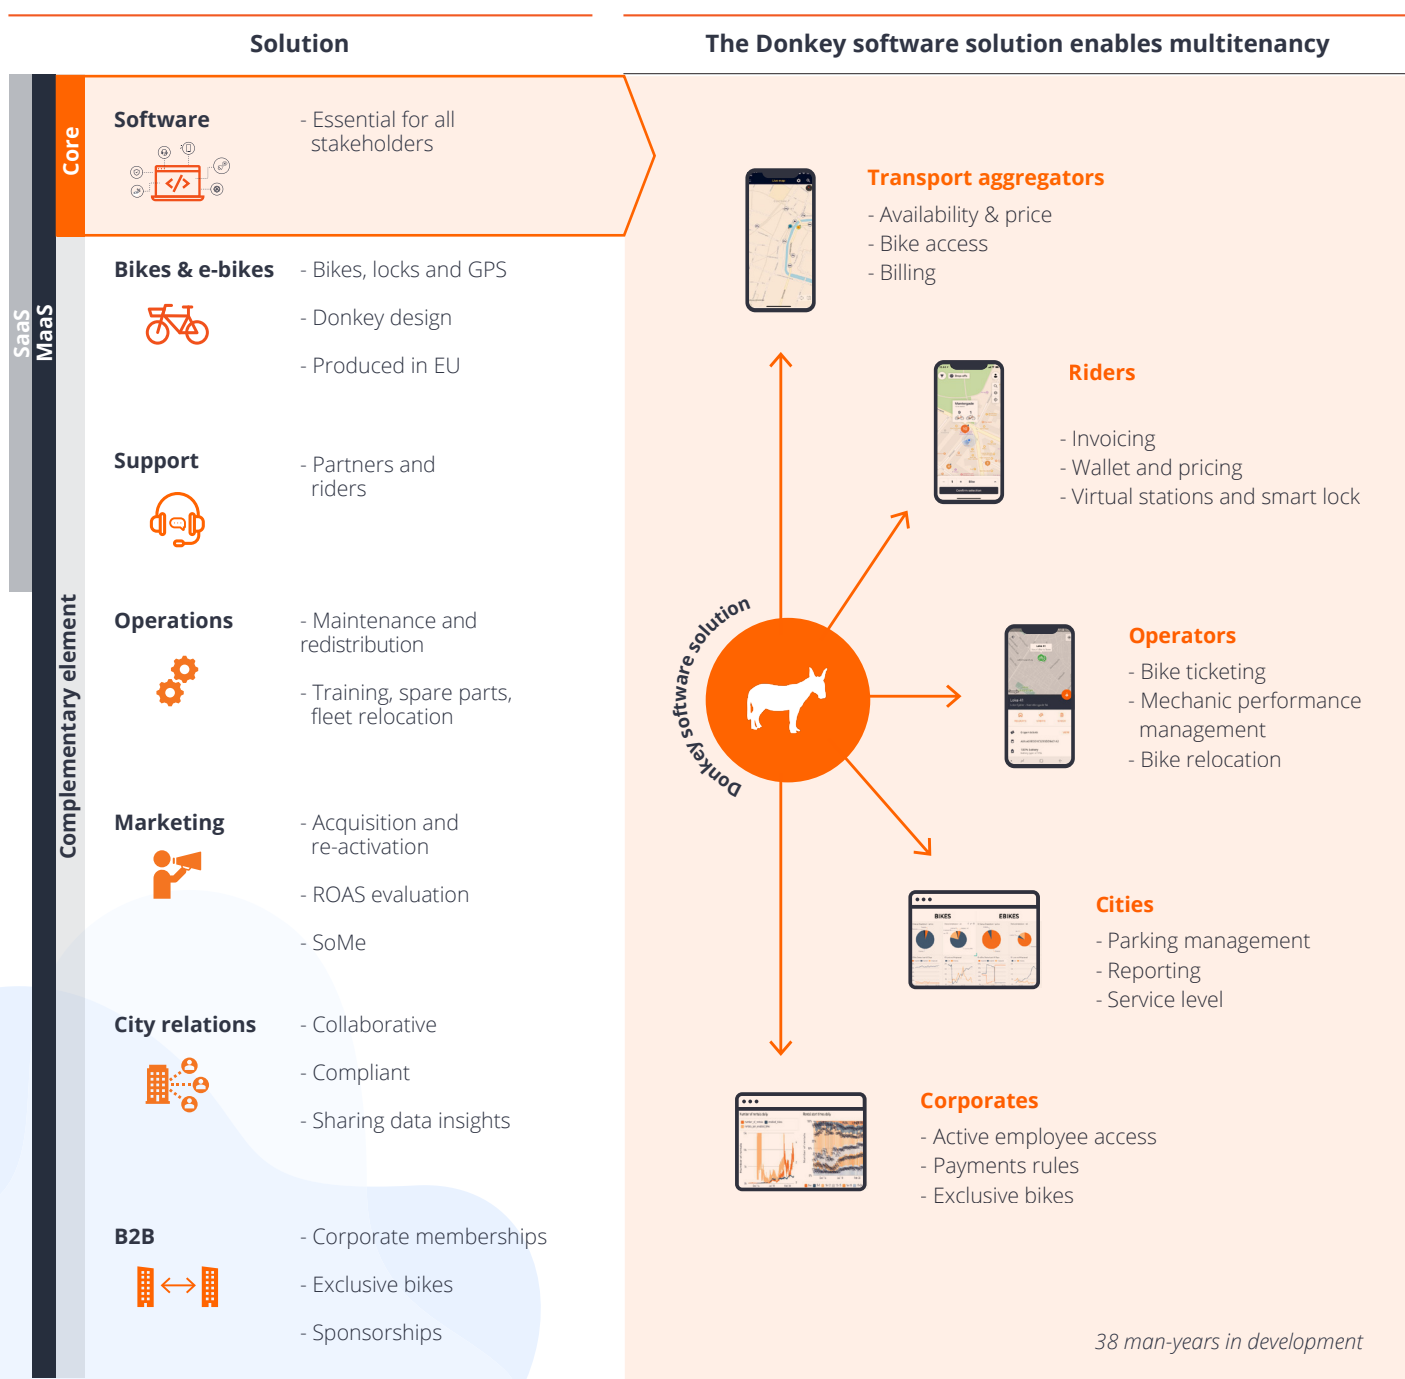 Solution
SaaS
MaaS
Core
Complementary element
Software
- Essential for all
stakeholders
</>
Bikes & e-bikes
- Bikes, locks and GPS
- Donkey design
- Produced in EU
Support
- Partners and
riders
Operations
- Maintenance and
redistribution
- Training, spare parts,
fleet relocation
Marketing
- Acquisition and
re-activation
- ROAS evaluation
- SoMe
City relations
- Collaborative
- Compliant
- Sharing data insights
B2B
- Corporate memberships
- Exclusive bikes
- Sponsorships
The Donkey software solution enables multitenancy
Transport aggregators
- Availability & price
- Bike access
- Billing
Riders
- Invoicing
- Wallet and pricing
- Virtual stations and smart lock
Donkey software solution
Operators
- Bike ticketing
- Mechanic performance
management
- Bike relocation
BIKES
EBIKES
Cities
- Parking management
- Reporting
- Service level
Corporates
- Active employee access
- Payments rules
- Exclusive bikes
38 man-years in development